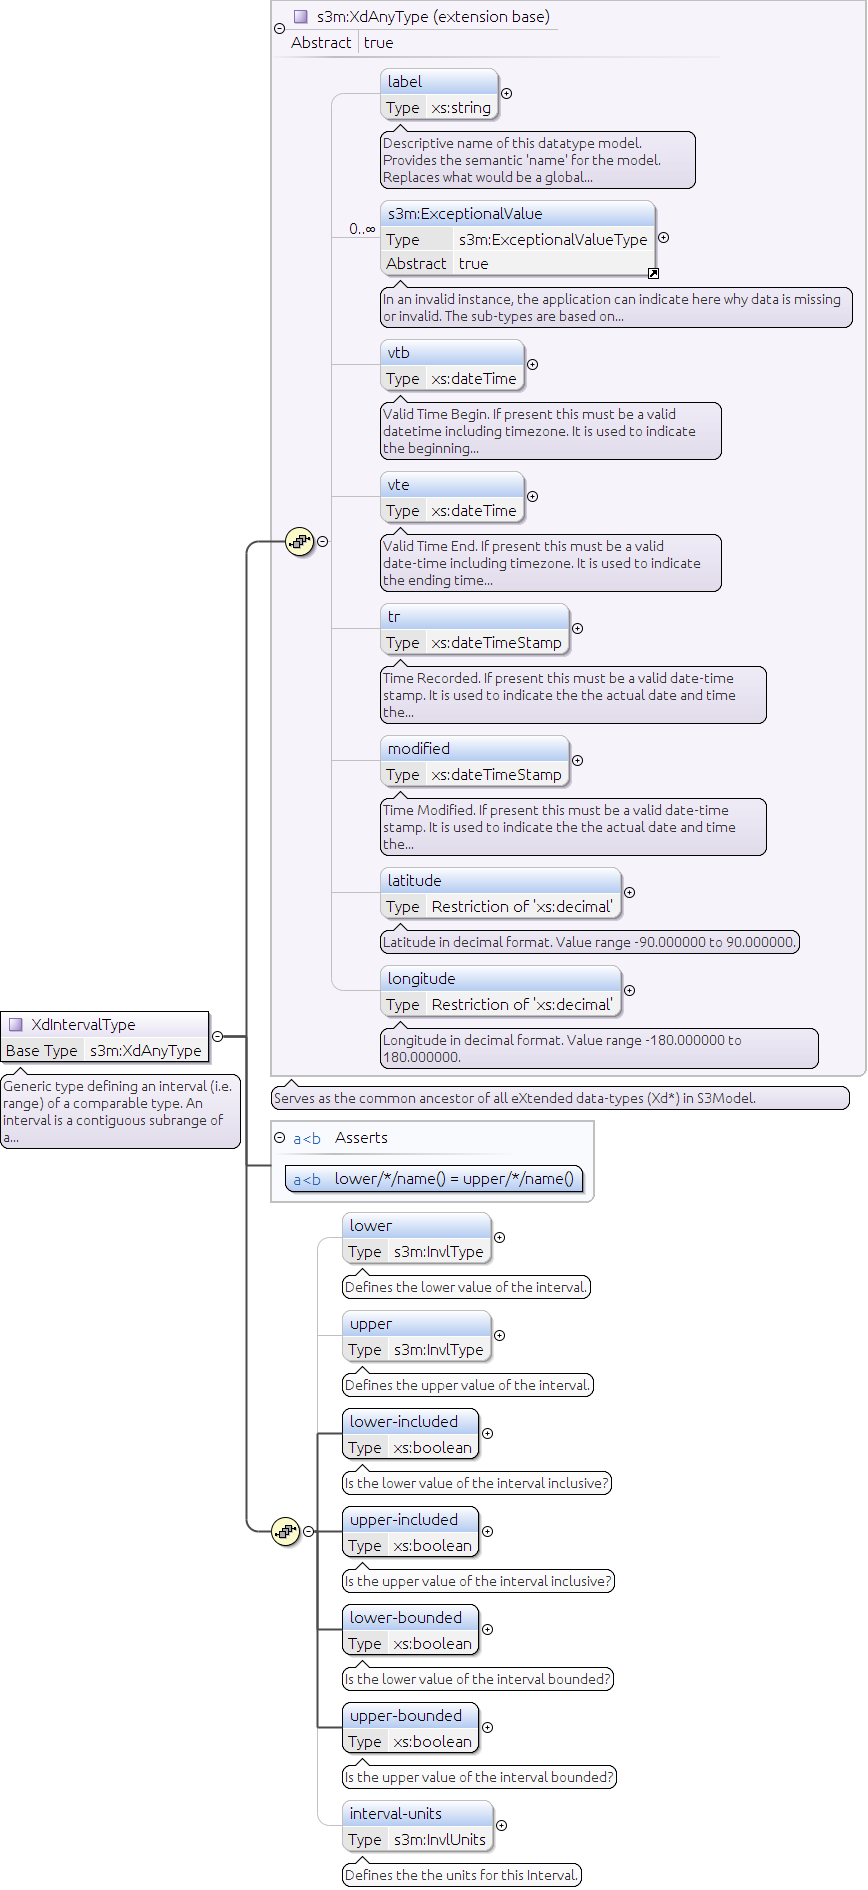 s3m:XdAnyType (extension base)
Abstract true
label
Type xs:string
Descriptive name of this datatype model.
Provides the semantic 'name' for the model.
Replaces what would be a global...
0..∞
s3m:ExceptionalValue
Type s3m:ExceptionalValueType
Abstract true
In an invalid instance, the application can indicate here why data is missing
or invalid. The sub-types are based on...
vtb
Type xs:dateTime
Valid Time Begin. If present this must be a valid
datetime including timezone. It is used to indicate
the beginning...
vte
Type xs:dateTime
Valid Time End. If present this must be a valid
date-time including timezone. It is used to indicate
the ending time...
tr
Type xs:dateTimeStamp
Time Recorded. If present this must be a valid date-time
stamp. It is used to indicate the the actual date and time
the...
modified
Type xs:dateTimeStamp
Time Modified. If present this must be a valid date-time
stamp. It is used to indicate the the actual date and time
the...
latitude
Type Restriction of 'xs:decimal'
Latitude in decimal format. Value range -90.000000 to 90.000000.
longitude
Type Restriction of 'xs:decimal'
Longitude in decimal format. Value range -180.000000 to
180.000000.
XdIntervalType
Base Type s3m:XdAnyType
Generic type defining an interval (i.e.
range) of a comparable type. An
interval is a contiguous subrange of
a...
Serves as the common ancestor of all eXtended data-types (Xd*) in S3Model.
a<b Asserts
a<b lower/*/name() = upper/*/name()
lower
Type s3m:InvlType
Defines the lower value of the interval.
upper
Type s3m:InvlType
Defines the upper value of the interval.
lower-included
Type xs:boolean
Is the lower value of the interval inclusive?
upper-included
Type xs:boolean
Is the upper value of the interval inclusive?
lower-bounded
Type xs:boolean
Is the lower value of the interval bounded?
upper-bounded
Type xs:boolean
Is the upper value of the interval bounded?
interval-units
Type s3m:InvlUnits
Defines the the units for this Interval.